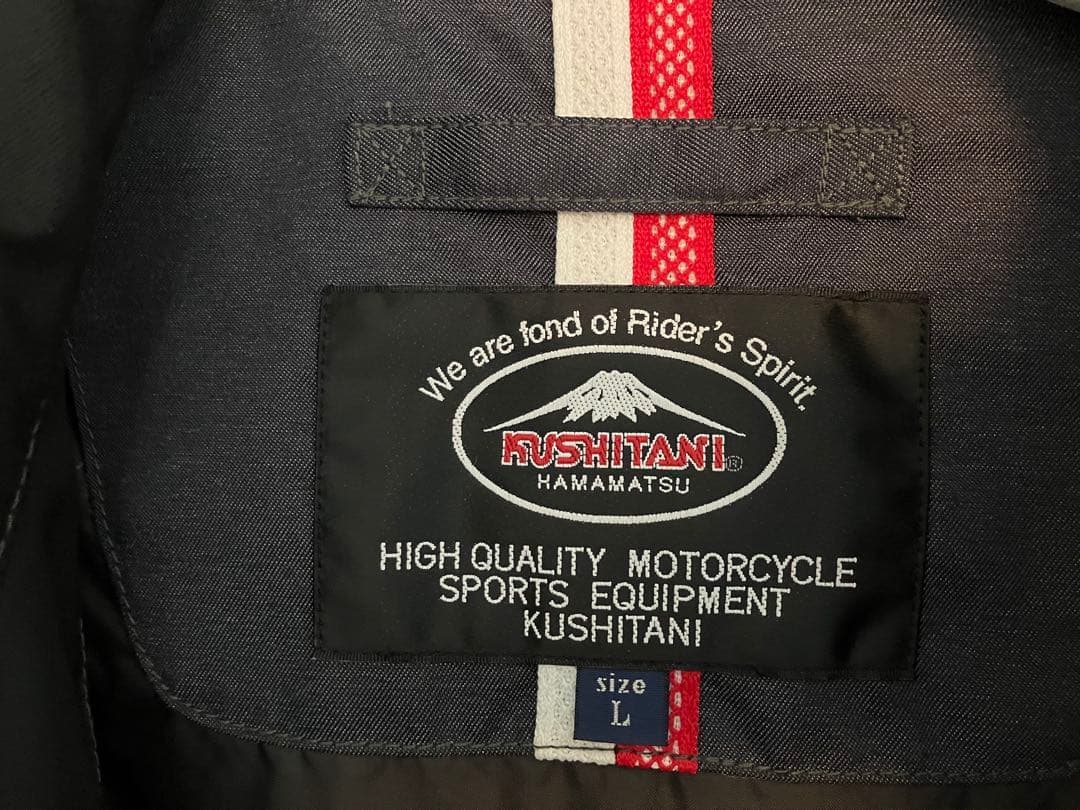 We are fond of Rider's Spirit.
KUSHITANI®
HAMAMATSU
HIGH QUALITY MOTORCYCLE
SPORTS EQUIPMENT
KUSHITANI
size
L